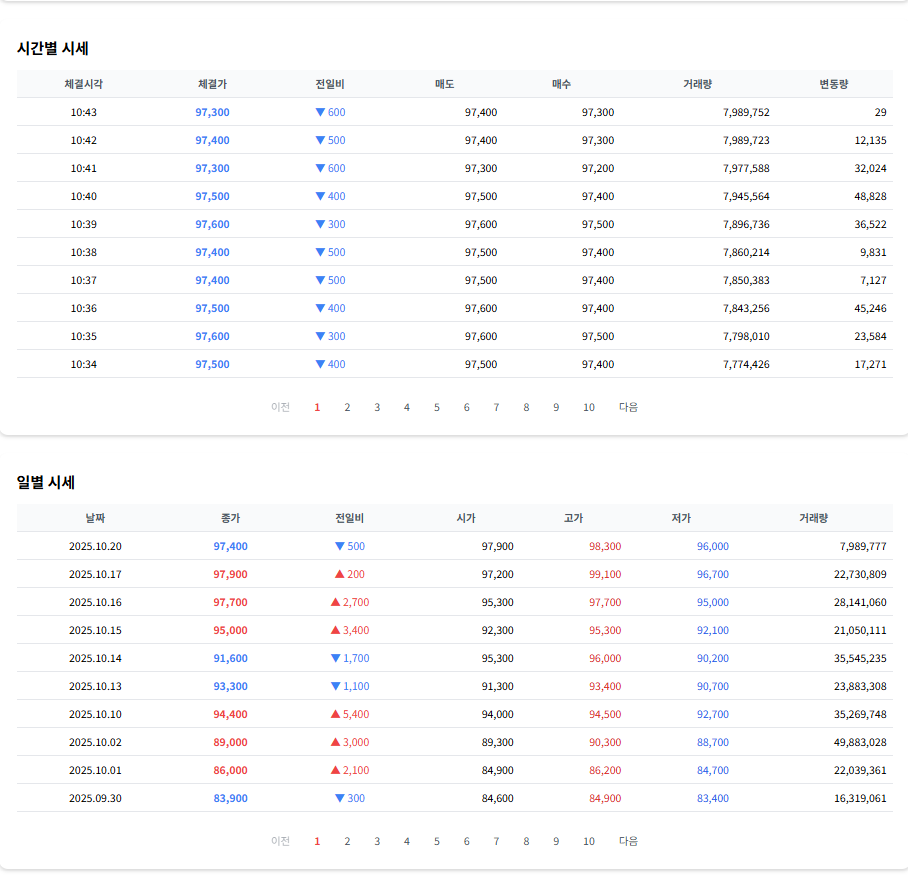 시간별 시세
체결시각 체결가 전일비 매도 매수 거래량 변동량
10:43 97,300 ▼ 600 97,400 97,300 7,989,752 29
10:42 97,400 ▼ 500 97,400 97,300 7,989,723 12,135
10:41 97,300 ▼ 600 97,300 97,200 7,977,588 32,024
10:40 97,500 ▼ 400 97,500 97,400 7,945,564 48,828
10:39 97,600 ▼ 300 97,600 97,500 7,896,736 36,522
10:38 97,400 ▼ 500 97,500 97,400 7,860,214 9,831
10:37 97,400 ▼ 500 97,500 97,400 7,850,383 7,127
10:36 97,500 ▼ 400 97,600 97,400 7,843,256 45,246
10:35 97,600 ▼ 300 97,600 97,500 7,798,010 23,584
10:34 97,500 ▼ 400 97,500 97,400 7,774,426 17,271
이전 1 2 3 4 5 6 7 8 9 10 다음
일별 시세
날짜 종가 전일비 시가 고가 저가 거래량
2025.10.20 97,400 ▼ 500 97,900 98,300 96,000 7,989,777
2025.10.17 97,900 ▲ 200 97,200 99,100 96,700 22,730,809
2025.10.16 97,700 ▲ 2,700 95,300 97,700 95,000 28,141,060
2025.10.15 95,000 ▲ 3,400 92,300 95,300 92,100 21,050,111
2025.10.14 91,600 ▼ 1,700 95,300 96,000 90,200 35,545,235
2025.10.13 93,300 ▼ 1,100 91,300 93,400 90,700 23,883,308
2025.10.10 94,400 ▲ 5,400 94,000 94,500 92,700 35,269,748
2025.10.02 89,000 ▲ 3,000 89,300 90,300 88,700 49,883,028
2025.10.01 86,000 ▲ 2,100 84,900 86,200 84,700 22,039,361
2025.09.30 83,900 ▼ 300 84,600 84,900 83,400 16,319,061
이전 1 2 3 4 5 6 7 8 9 10 다음